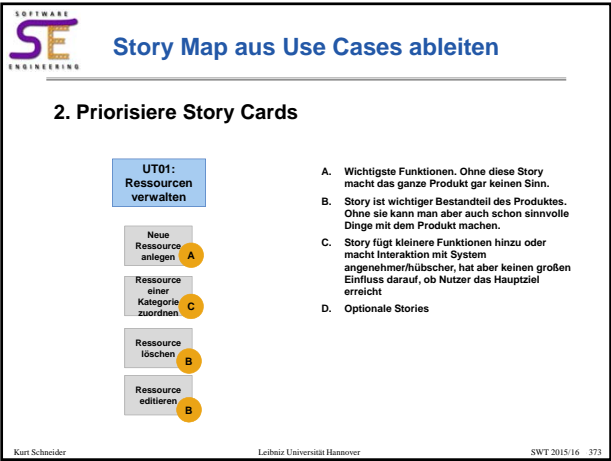 SOFTWARE
SE
ENGINEERING
Story Map aus Use Cases ableiten
2. Priorisiere Story Cards
UT01:
Ressourcen
verwalten
Neue
Ressource
anlegen
A
Ressource
einer
Kategorie
zuordnen
C
Ressource
löschen
B
Ressource
editieren
B
A. Wichtigste Funktionen. Ohne diese Story
macht das ganze Produkt gar keinen Sinn.
B. Story ist wichtiger Bestandteil des Produktes.
Ohne sie kann man aber auch schon sinnvolle
Dinge mit dem Produkt machen.
C. Story fügt kleinere Funktionen hinzu oder
macht Interaktion mit System
angenehmer/hübscher, hat aber keinen großen
Einfluss darauf, ob Nutzer das Hauptziel
erreicht
D. Optionale Stories
Kurt Schneider
Leibniz Universität Hannover
SWT 2015/16 373